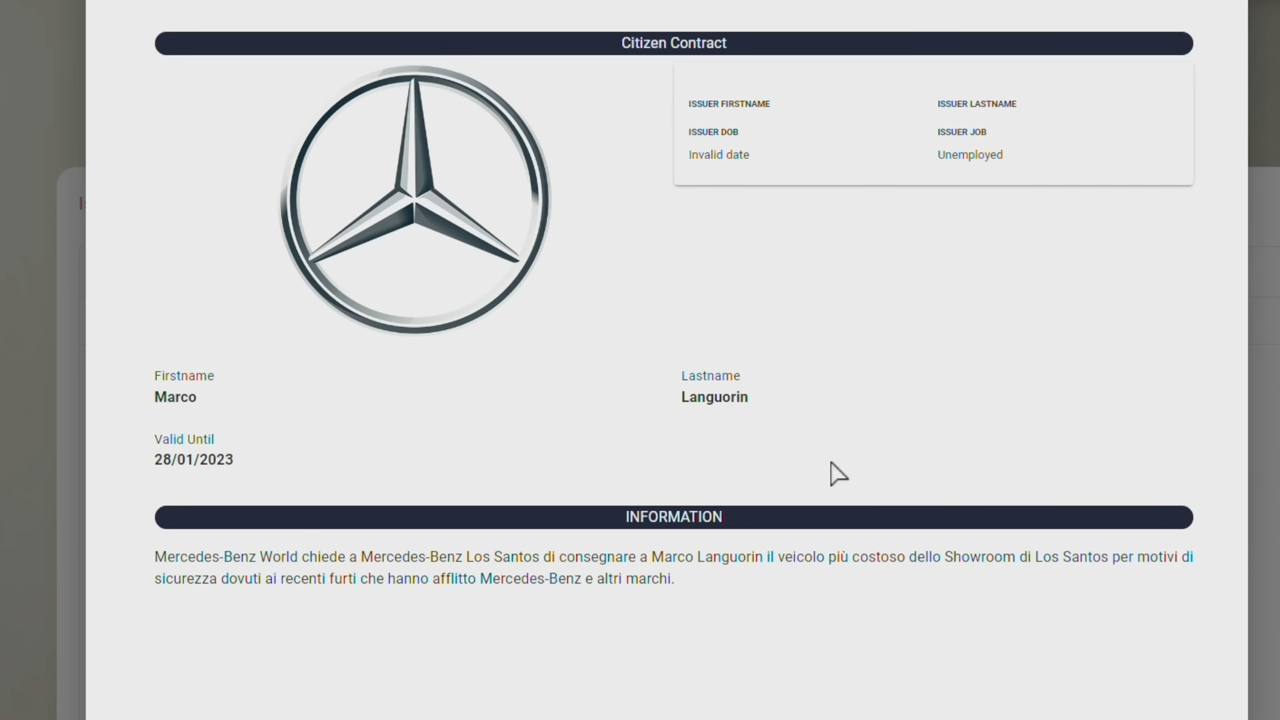 Citizen Contract
ISSUER FIRSTNAME
ISSUER LASTNAME
ISSUER DOB
ISSUER JOB
Invalid date
Unemployed
Firstname
Lastname
Marco
Languorin
Valid Until
28/01/2023
INFORMATION
Mercedes-Benz World chiede a Mercedes-Benz Los Santos di consegnare a Marco Languorin il veicolo più costoso dello Showroom di Los Santos per motivi di
sicurezza dovuti ai recenti furti che hanno afflitto Mercedes-Benz e altri marchi.